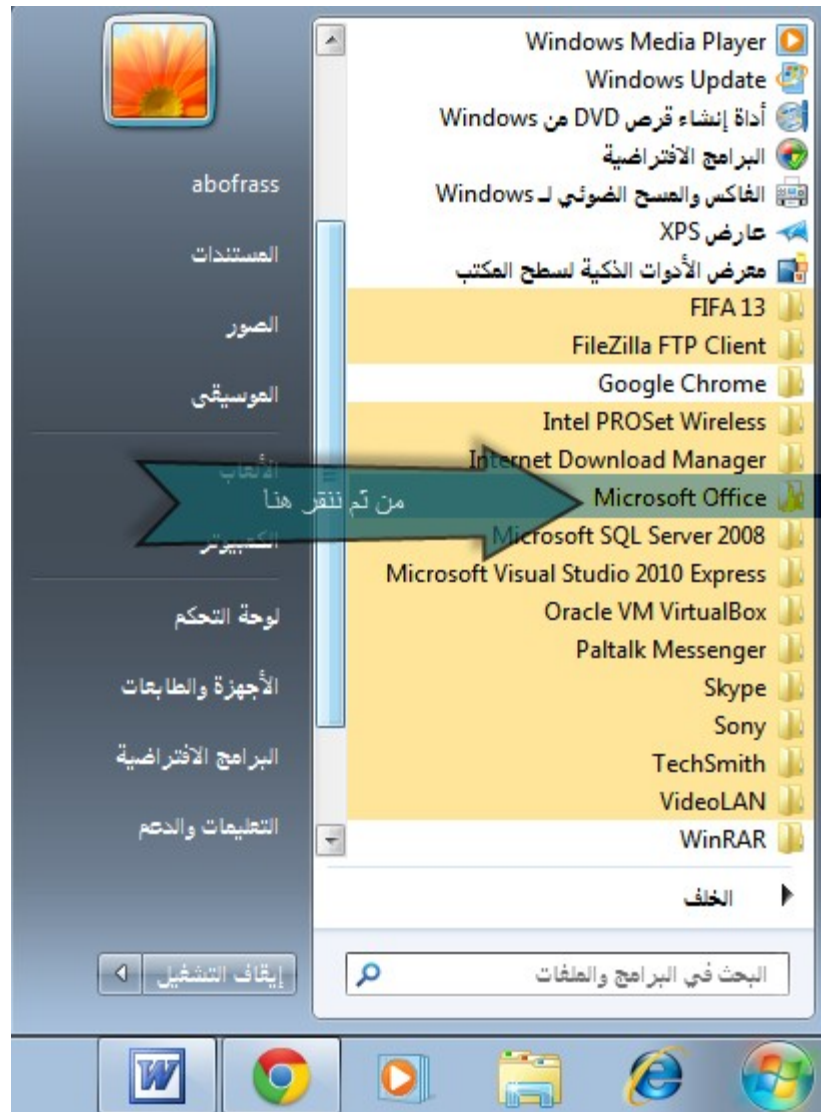 Windows Media Player
Windows Update
أداة إنشاء قرص DVD من Windows
البرامج الافتراضية
الفاكس والمسح الضوئي لـ Windows
عارض XPS
معرض الأدوات الذكية لسطح المكتب
FIFA 13
FileZilla FTP Client
Google Chrome
Intel PROSet Wireless
Internet Download Manager
Microsoft Office
Microsoft SQL Server 2008
Microsoft Visual Studio 2010 Express
Oracle VM VirtualBox
Paltalk Messenger
Skype
Sony
TechSmith
VideoLAN
WinRAR
الخلف
البحث في البرامج والملفات
abofrass
المستندات
الصور
الموسيقى
الألعاب
من ثم ننقر هنا
الكمبيوتر
لوحة التحكم
الأجهزة والطابعات
البرامج الافتراضية
التعليمات والدعم
إيقاف التشغيل